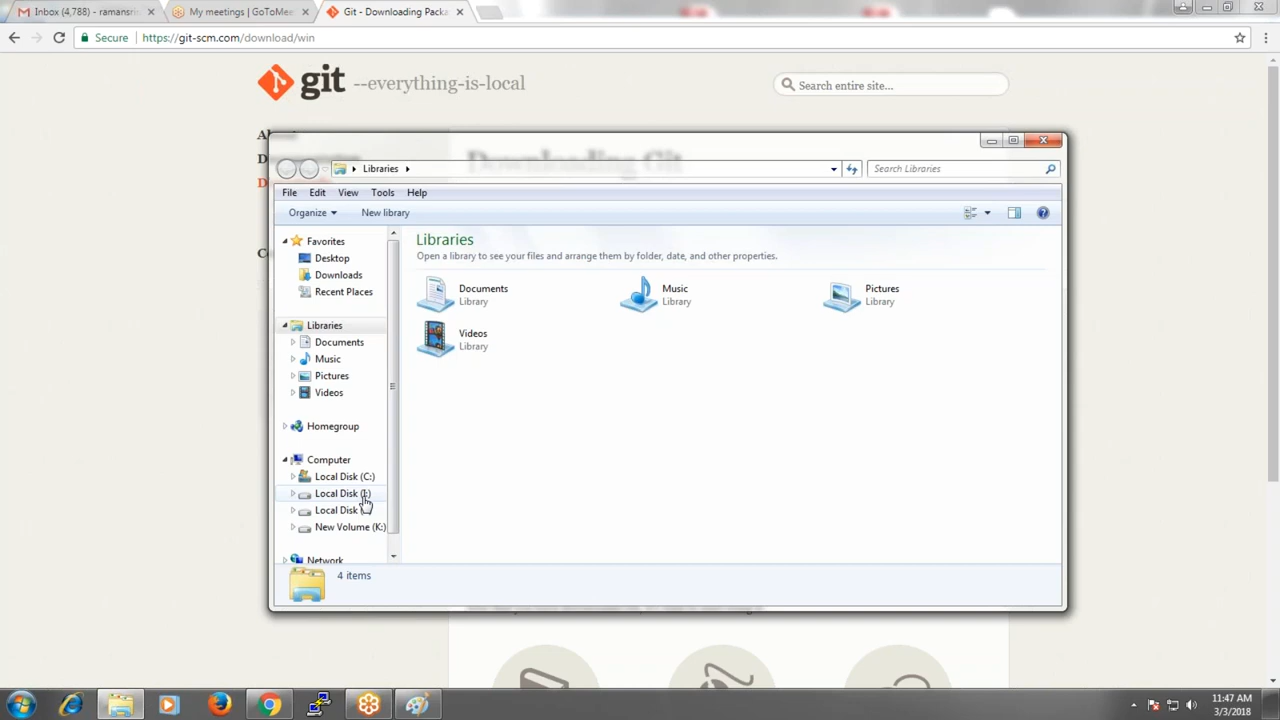 Inbox (4,788) - ramansri
My meetings | GoToMee
Git - Downloading Packa
Secure https://git-scm.com/download/win
git --everything-is-local
Search entire site...
Downloading Git
Libraries
Search Libraries
File Edit View Tools Help
Organize New library
Favorites
Desktop
Downloads
Recent Places
Libraries
Documents
Music
Pictures
Videos
Homegroup
Computer
Local Disk (C:)
Local Disk
Local Disk
New Volume (K:)
Network
Libraries
Open a library to see your files and arrange them by folder, date, and other properties.
Documents
Library
Music
Library
Pictures
Library
Videos
Library
4 items
11:47 AM
3/3/2018